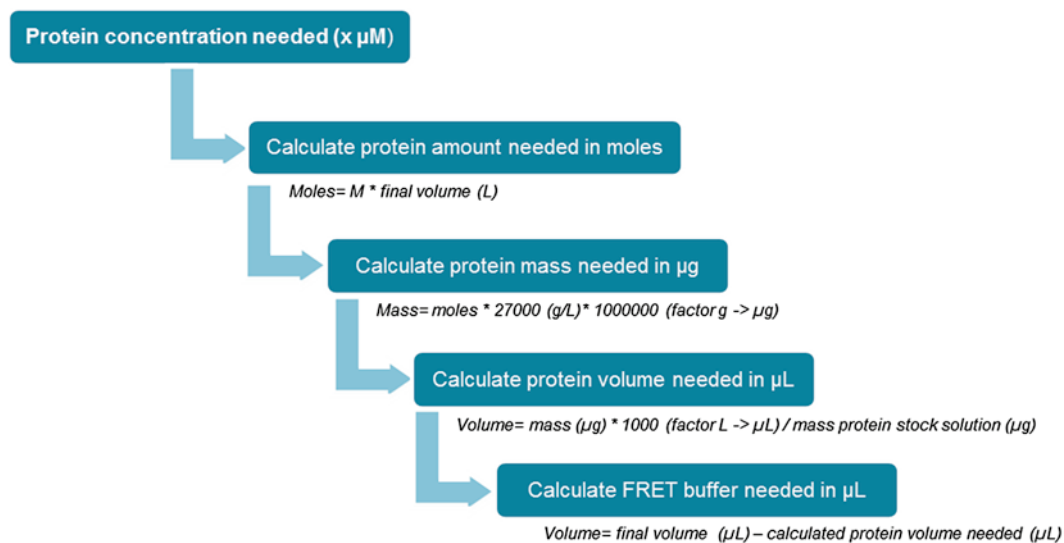 Protein concentration needed (x µM)
Calculate protein amount needed in moles
Moles= M * final volume (L)
Calculate protein mass needed in µg
Mass= moles * 27000 (g/L)* 1000000 (factor g -> µg)
Calculate protein volume needed in µL
Volume= mass (µg) * 1000 (factor L -> µL) / mass protein stock solution (µg)
Calculate FRET buffer needed in µL
Volume= final volume (µL) – calculated protein volume needed (µL)